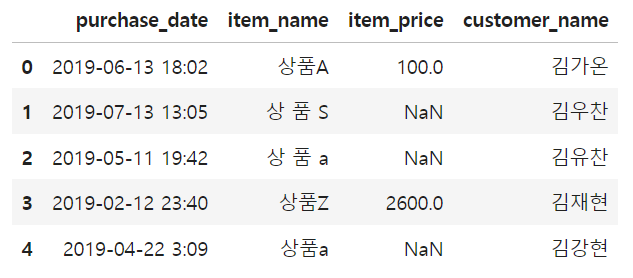 purchase_date item_name item_price customer_name
0 2019-06-13 18:02 상품A 100.0 김가온
1 2019-07-13 13:05 상 품 S NaN 김우찬
2 2019-05-11 19:42 상 품 a NaN 김유찬
3 2019-02-12 23:40 상품Z 2600.0 김재현
4 2019-04-22 3:09 상품a NaN 김강현